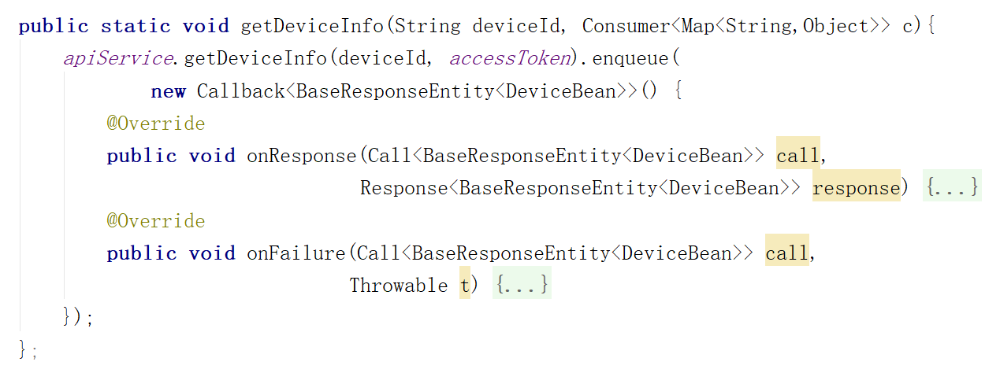 public static void getDeviceInfo(String deviceId, Consumer<Map<String,Object>> c){
apiService.getDeviceInfo(deviceId, accessToken).enqueue(
new Callback<BaseResponseEntity<DeviceBean>>() {
@Override
public void onResponse(Call<BaseResponseEntity<DeviceBean>> call,
Response<BaseResponseEntity<DeviceBean>> response) {...}
@Override
public void onFailure(Call<BaseResponseEntity<DeviceBean>> call,
Throwable t) {...}
});
};